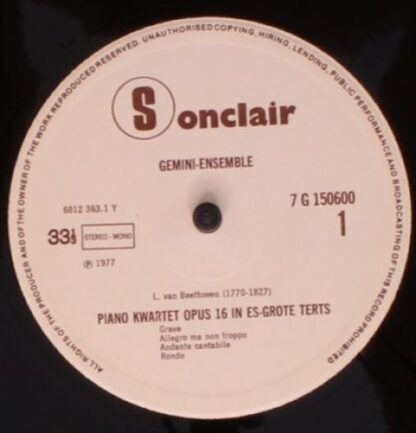 ALL RIGHTS OF THE PRODUCER AND OF THE OWNER OF THE WORK REPRODUCED RESERVED. UNAUTHORISED COPYING, HIRING, LENDING, PUBLIC PERFORMANCE AND BROADCASTING OF THIS RECORD PROHIBITED
Sonclair
GEMINI-ENSEMBLE
7 G 150600
6812 363.1 Y
1
33⅓ STEREO - MONO
℗ 1977
L. van Beethowen (1770-1827)
PIANO KWARTET OPUS 16 IN ES-GROTE TERTS
Grave
Allegro ma non troppo
Andante cantabile
Rondo